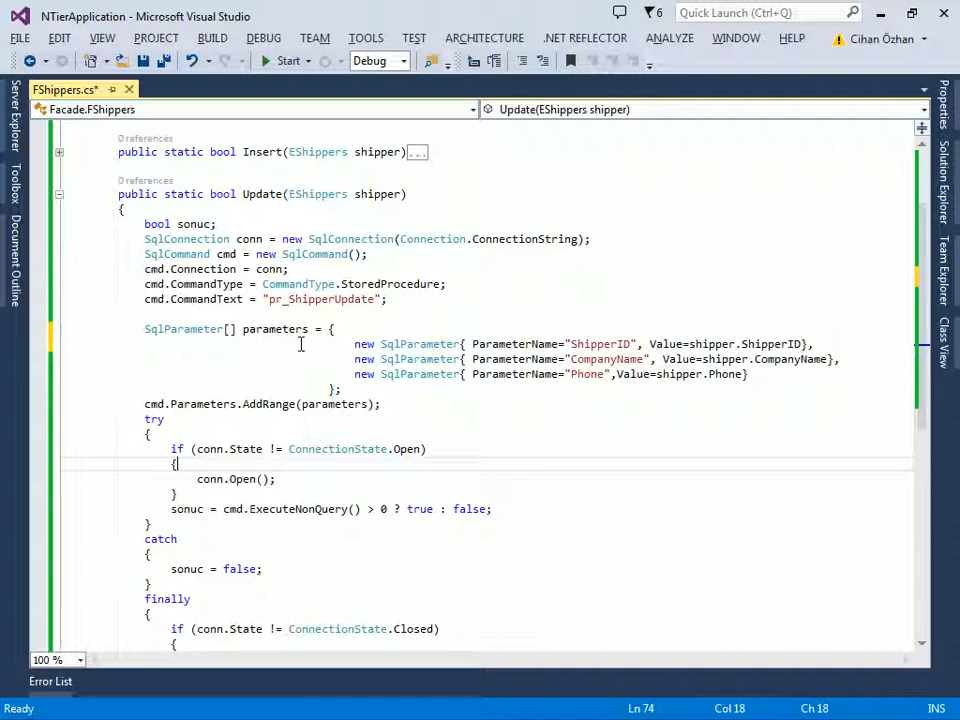 NTierApplication - Microsoft Visual Studio
6
Quick Launch (Ctrl+Q)
FILE EDIT VIEW PROJECT BUILD DEBUG TEAM TOOLS TEST ARCHITECTURE .NET REFLECTOR ANALYZE WINDOW HELP Cihan Özhan
Start Debug
FShippers.cs*
Facade.FShippers Update(EShippers shipper)
Server Explorer
Toolbox
Document Outline
0 references
public static bool Insert(EShippers shipper)...
0 references
public static bool Update(EShippers shipper)
{
bool sonuc;
SqlConnection conn = new SqlConnection(Connection.ConnectionString);
SqlCommand cmd = new SqlCommand();
cmd.Connection = conn;
cmd.CommandType = CommandType.StoredProcedure;
cmd.CommandText = "pr_ShipperUpdate";
SqlParameter[] parameters = {
new SqlParameter{ ParameterName="ShipperID", Value=shipper.ShipperID},
new SqlParameter{ ParameterName="CompanyName", Value=shipper.CompanyName},
new SqlParameter{ ParameterName="Phone",Value=shipper.Phone}
};
cmd.Parameters.AddRange(parameters);
try
{
if (conn.State != ConnectionState.Open)
{
conn.Open();
}
sonuc = cmd.ExecuteNonQuery() > 0 ? true : false;
}
catch
{
sonuc = false;
}
finally
{
if (conn.State != ConnectionState.Closed)
{
Properties
Solution Explorer
Team Explorer
Class View
100 %
Error List
Ready Ln 74 Col 18 Ch 18 INS